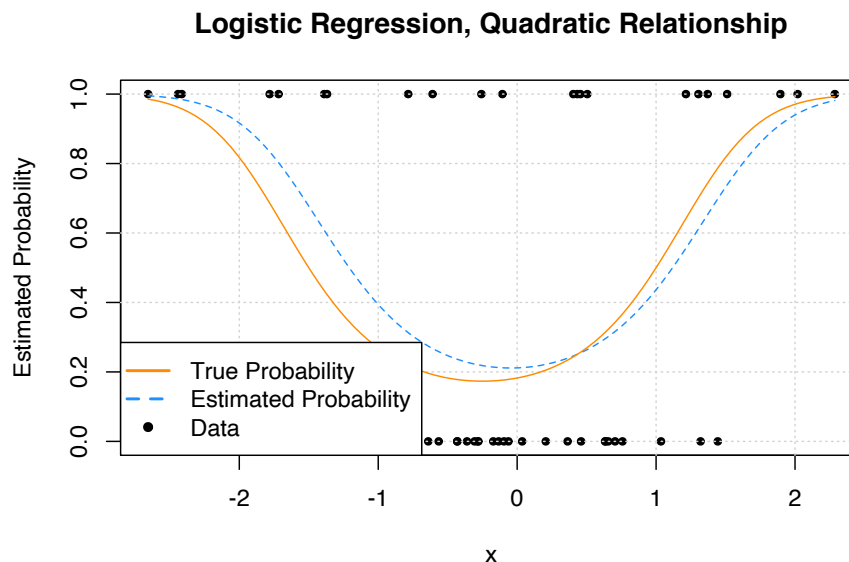 Logistic Regression, Quadratic Relationship
Estimated Probability
1.0
0.8
0.6
0.4
0.2
0.0
True Probability
Estimated Probability
Data
-2 -1 0 1 2
x